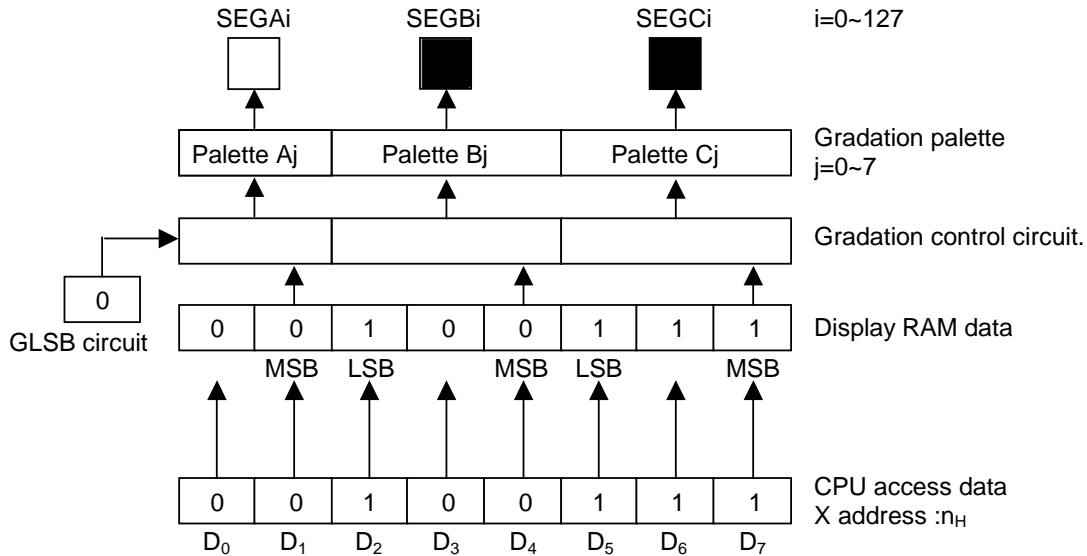 SEGAi SEGBi SEGCi i=0~127
Palette Aj Palette Bj Palette Cj Gradation palette
j=0~7
Gradation control circuit.
0
GLSB circuit
0 0 1 0 0 1 1 1 Display RAM data
MSB LSB MSB LSB MSB
0 0 1 0 0 1 1 1 CPU access data
X address :nH
D0 D1 D2 D3 D4 D5 D6 D7